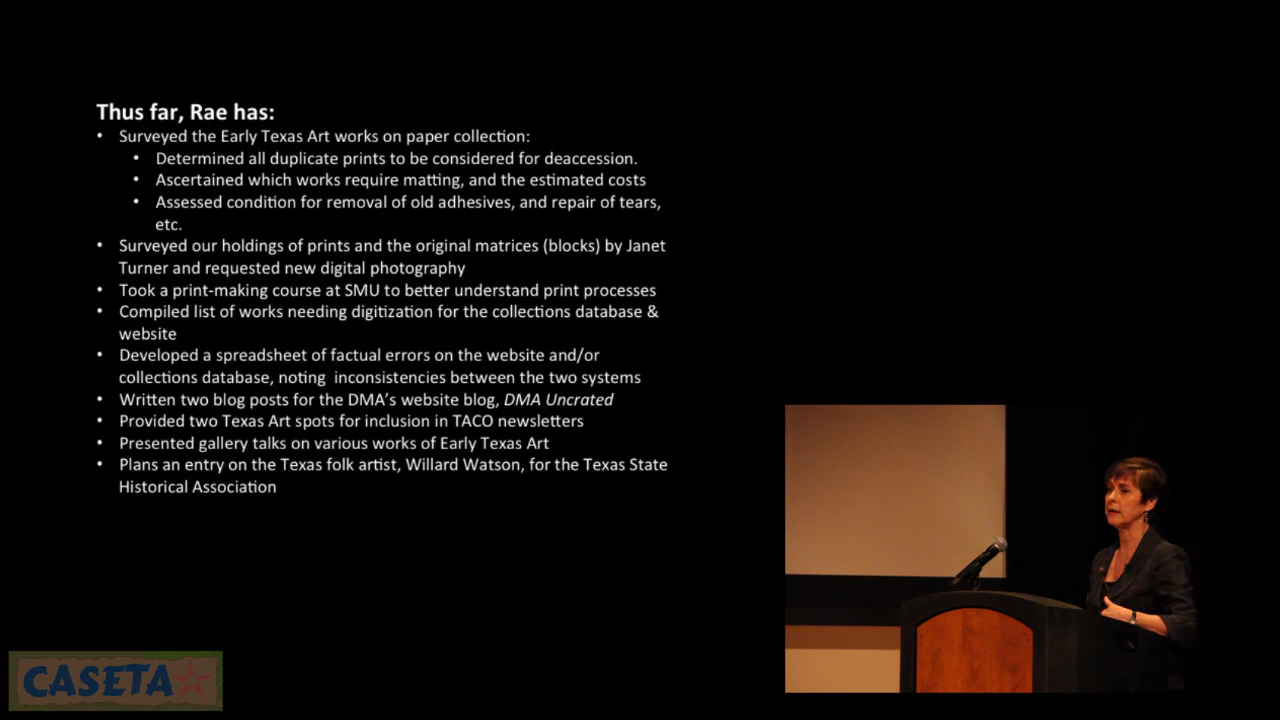 Thus far, Rae has:
• Surveyed the Early Texas Art works on paper collection:
• Determined all duplicate prints to be considered for deaccession.
• Ascertained which works require matting, and the estimated costs
• Assessed condition for removal of old adhesives, and repair of tears,
etc.
• Surveyed our holdings of prints and the original matrices (blocks) by Janet
Turner and requested new digital photography
• Took a print-making course at SMU to better understand print processes
• Compiled list of works needing digitization for the collections database &
website
• Developed a spreadsheet of factual errors on the website and/or
collections database, noting  inconsistencies between the two systems
• Written two blog posts for the DMA's website blog, DMA Uncrated
• Provided two Texas Art spots for inclusion in TACO newsletters
• Presented gallery talks on various works of Early Texas Art
• Plans an entry on the Texas folk artist, Willard Watson, for the Texas State
Historical Association
CASETA